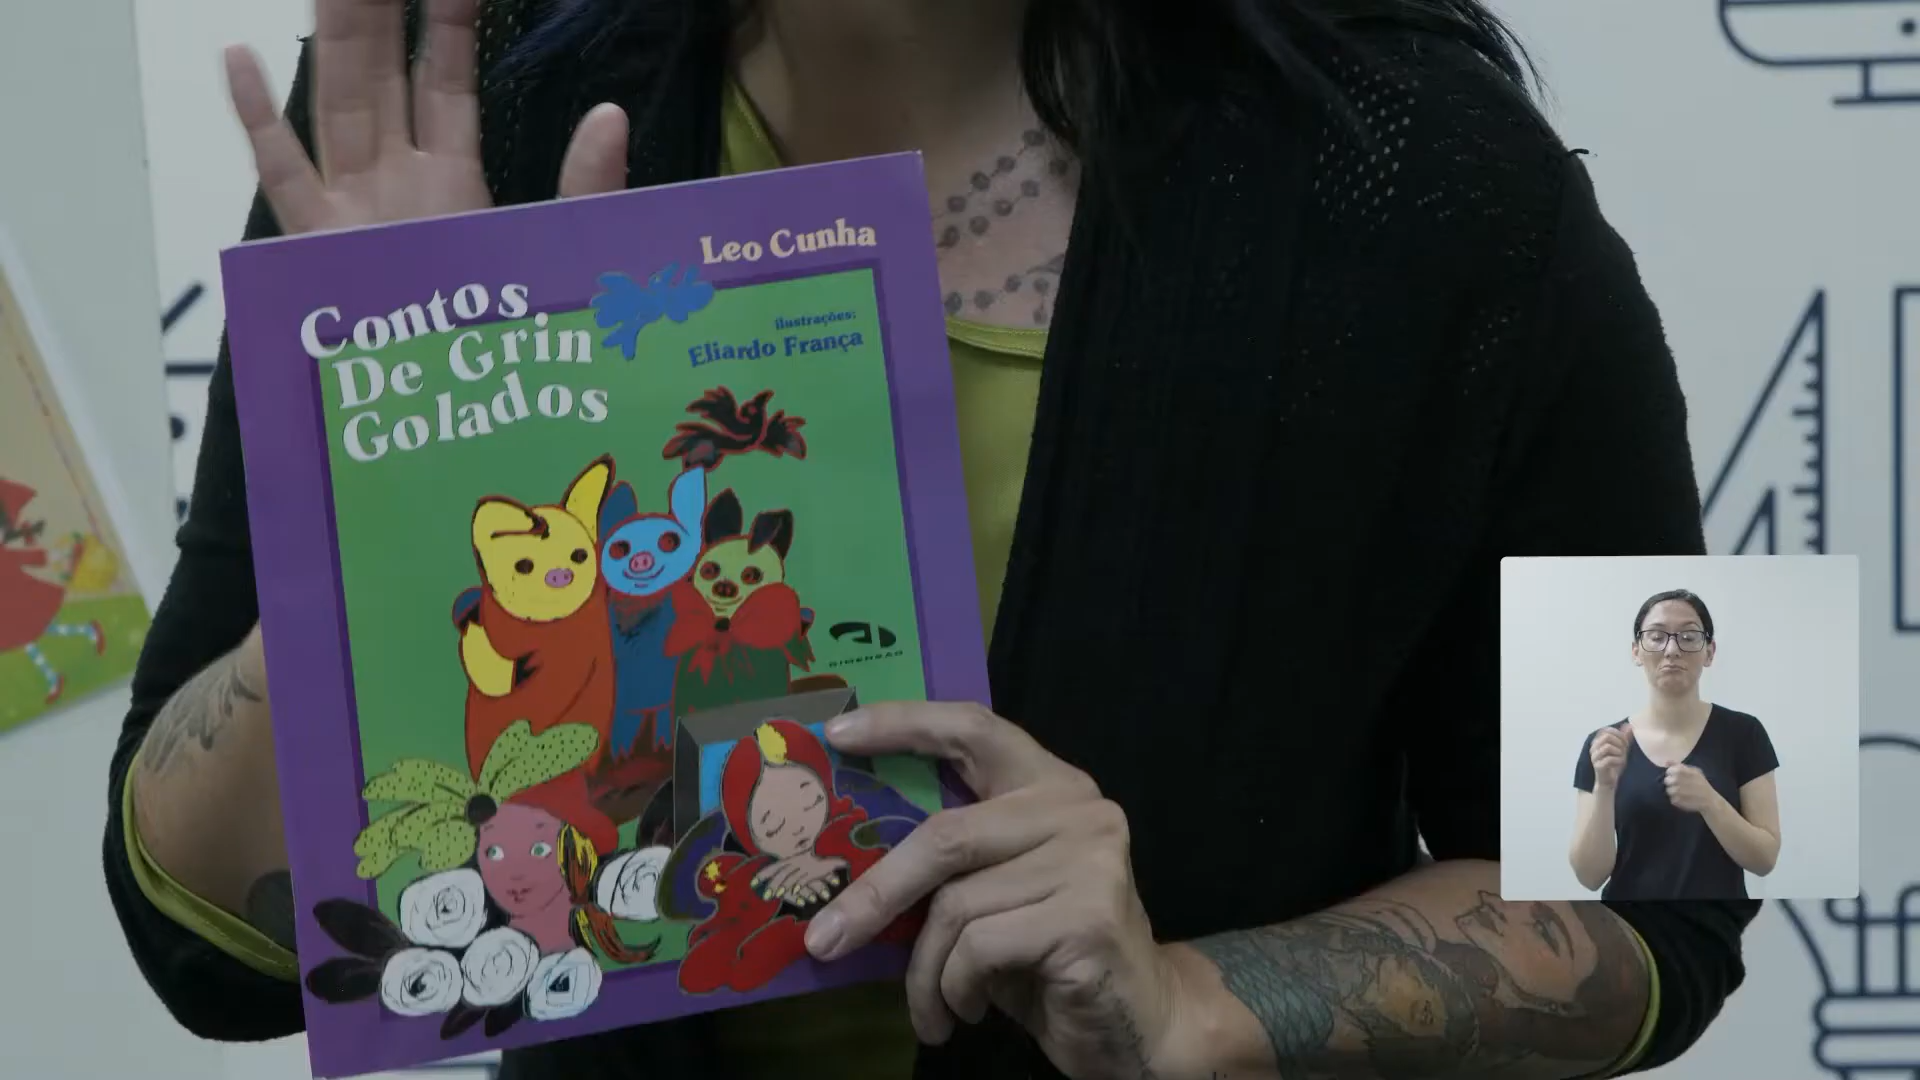 Leo Cunha
Contos
De Grin
Golados
ilustrações:
Eliardo França
DIMENSÃO